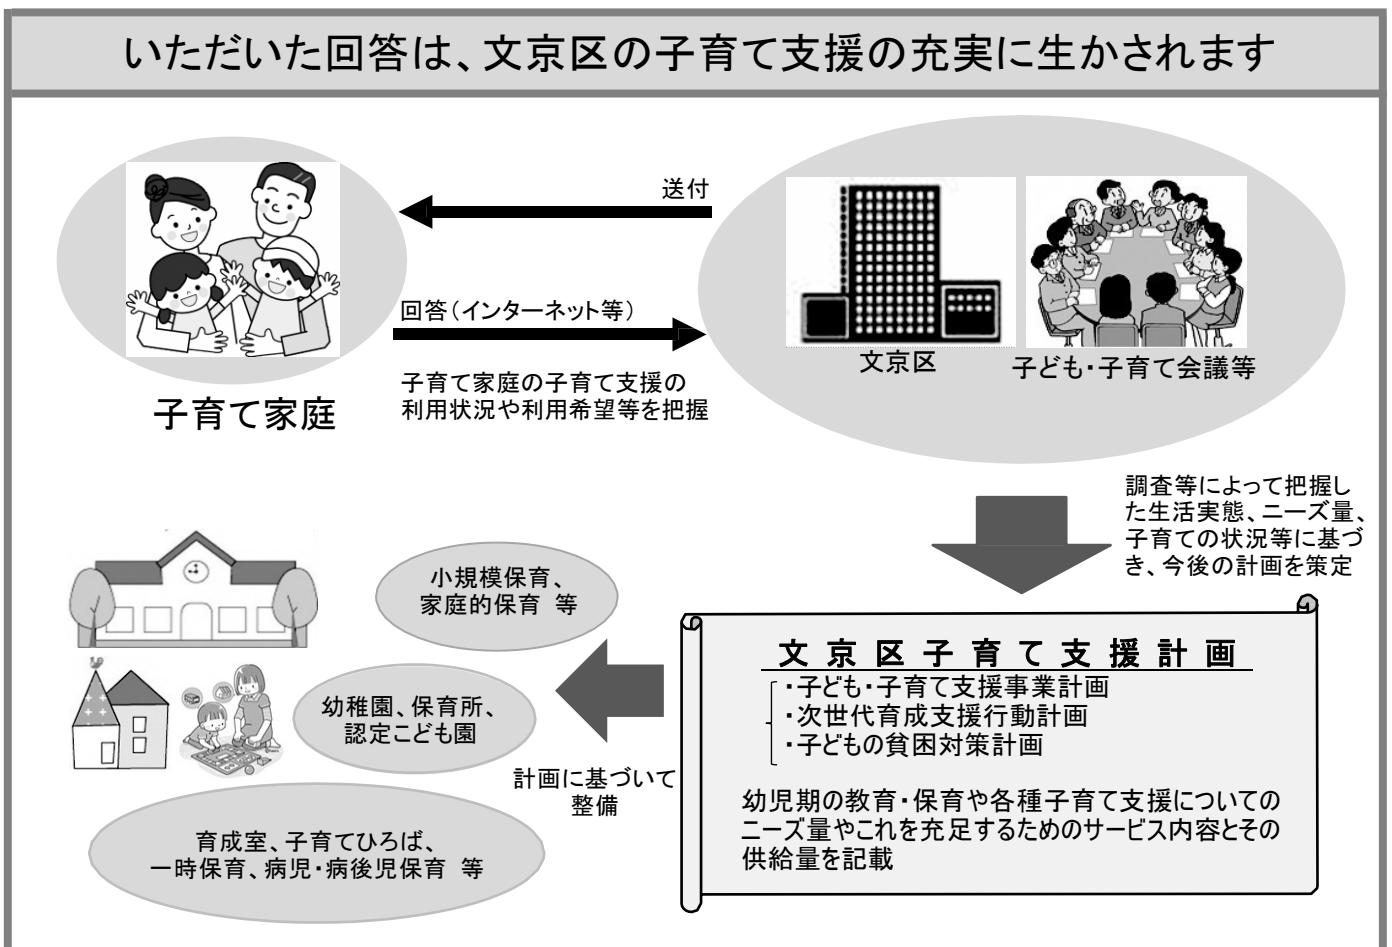 いただいた回答は、文京区の子育て支援の充実に生かされます
送付
回答(インターネット等)
子育て家庭の子育て支援の
利用状況や利用希望等を把握
子育て家庭
文京区
子ども・子育て会議等
調査等によって把握し
た生活実態、ニーズ量、
子育ての状況等に基づ
き、今後の計画を策定
文京区子育て支援計画
・子ども・子育て支援事業計画
・次世代育成支援行動計画
・子どもの貧困対策計画
幼児期の教育・保育や各種子育て支援についての
ニーズ量やこれを充足するためのサービス内容とその
供給量を記載
計画に基づいて
整備
小規模保育、
家庭的保育 等
幼稚園、保育所、
認定こども園
育成室、子育てひろば、
一時保育、病児・病後児保育 等